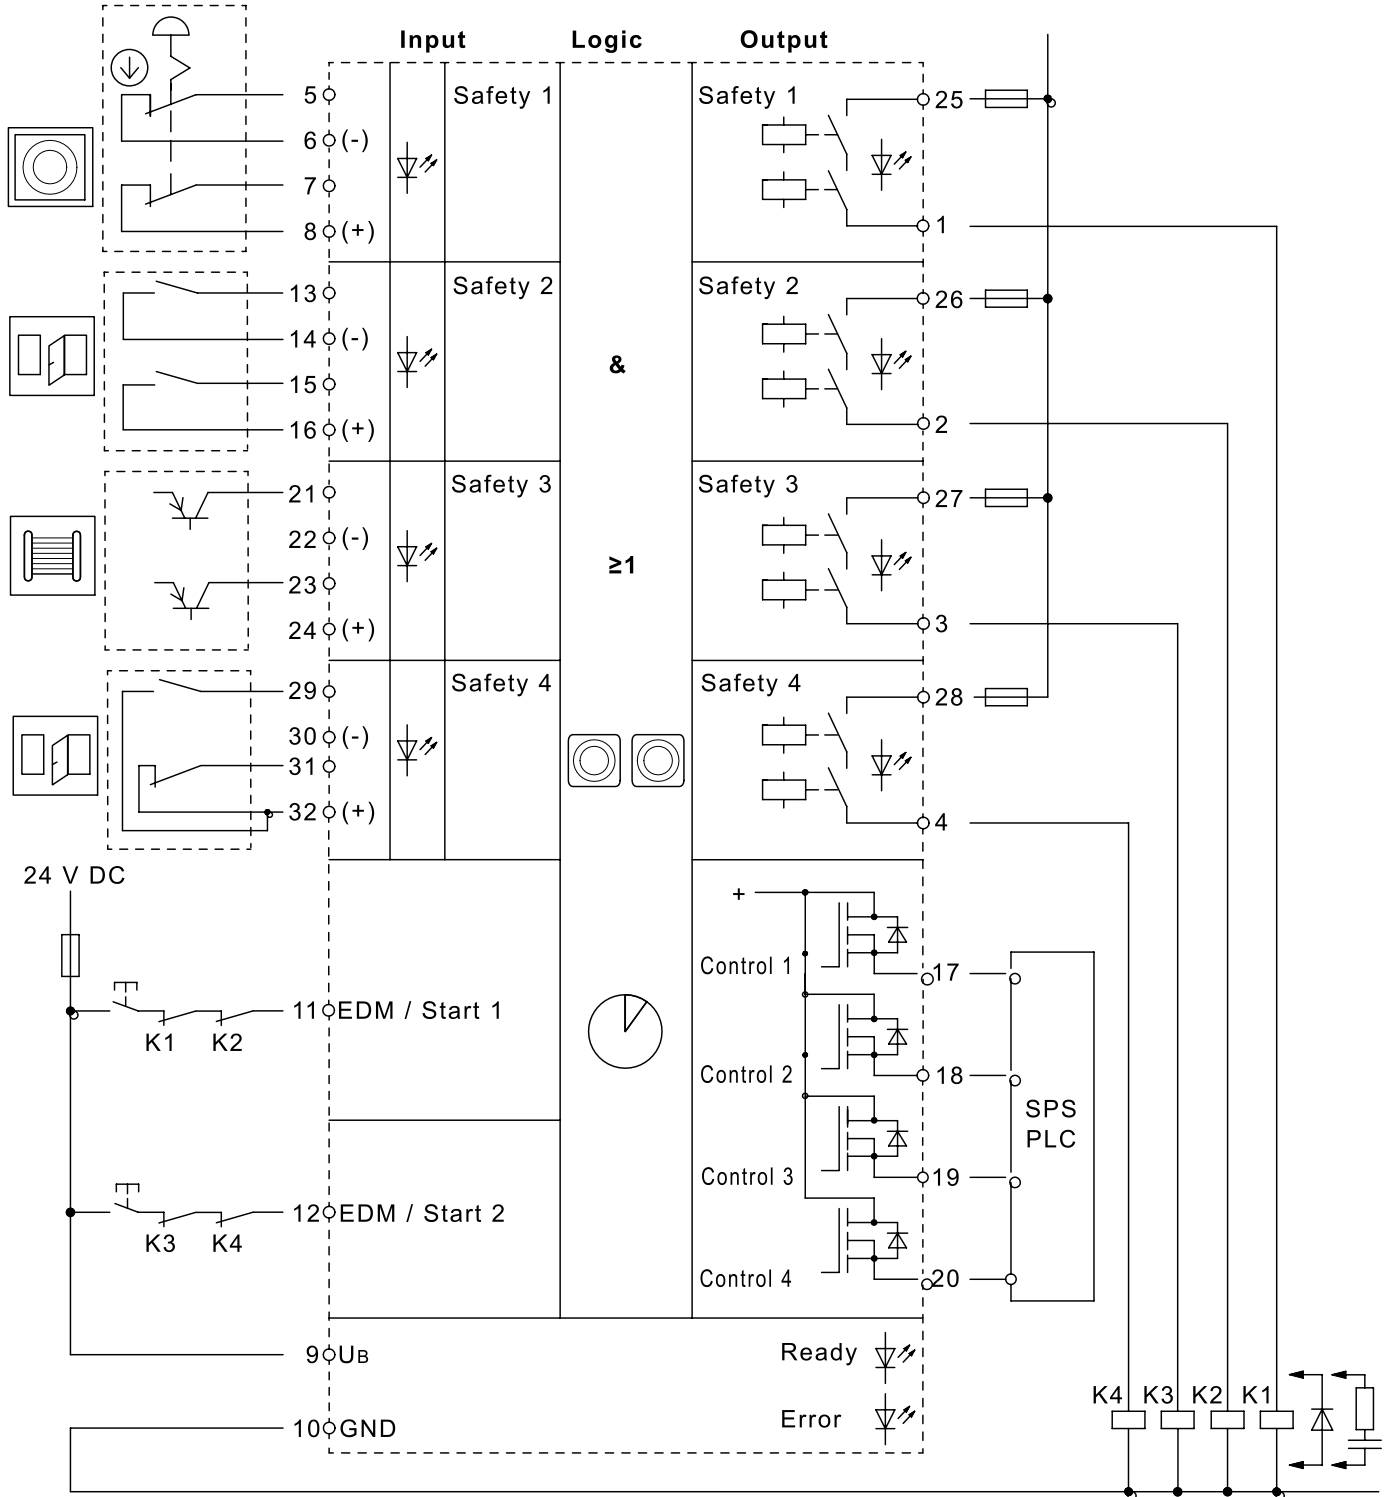 Input Logic Output
5 Safety 1 Safety 1 25
6 (-)
7
8 (+) 1
13 Safety 2 Safety 2 26
14 (-)
&
15
16 (+) 2
21 Safety 3 Safety 3 27
22 (-)
≥1
23
24 (+) 3
29 Safety 4 Safety 4 28
30 (-)
31
32 (+) 4
24 V DC
+
Control 1 17
11 EDM / Start 1
K1 K2
Control 2 18
SPS
PLC
Control 3 19
12 EDM / Start 2
K3 K4
Control 4 20
9 UB Ready
K4 K3 K2 K1
10 GND Error